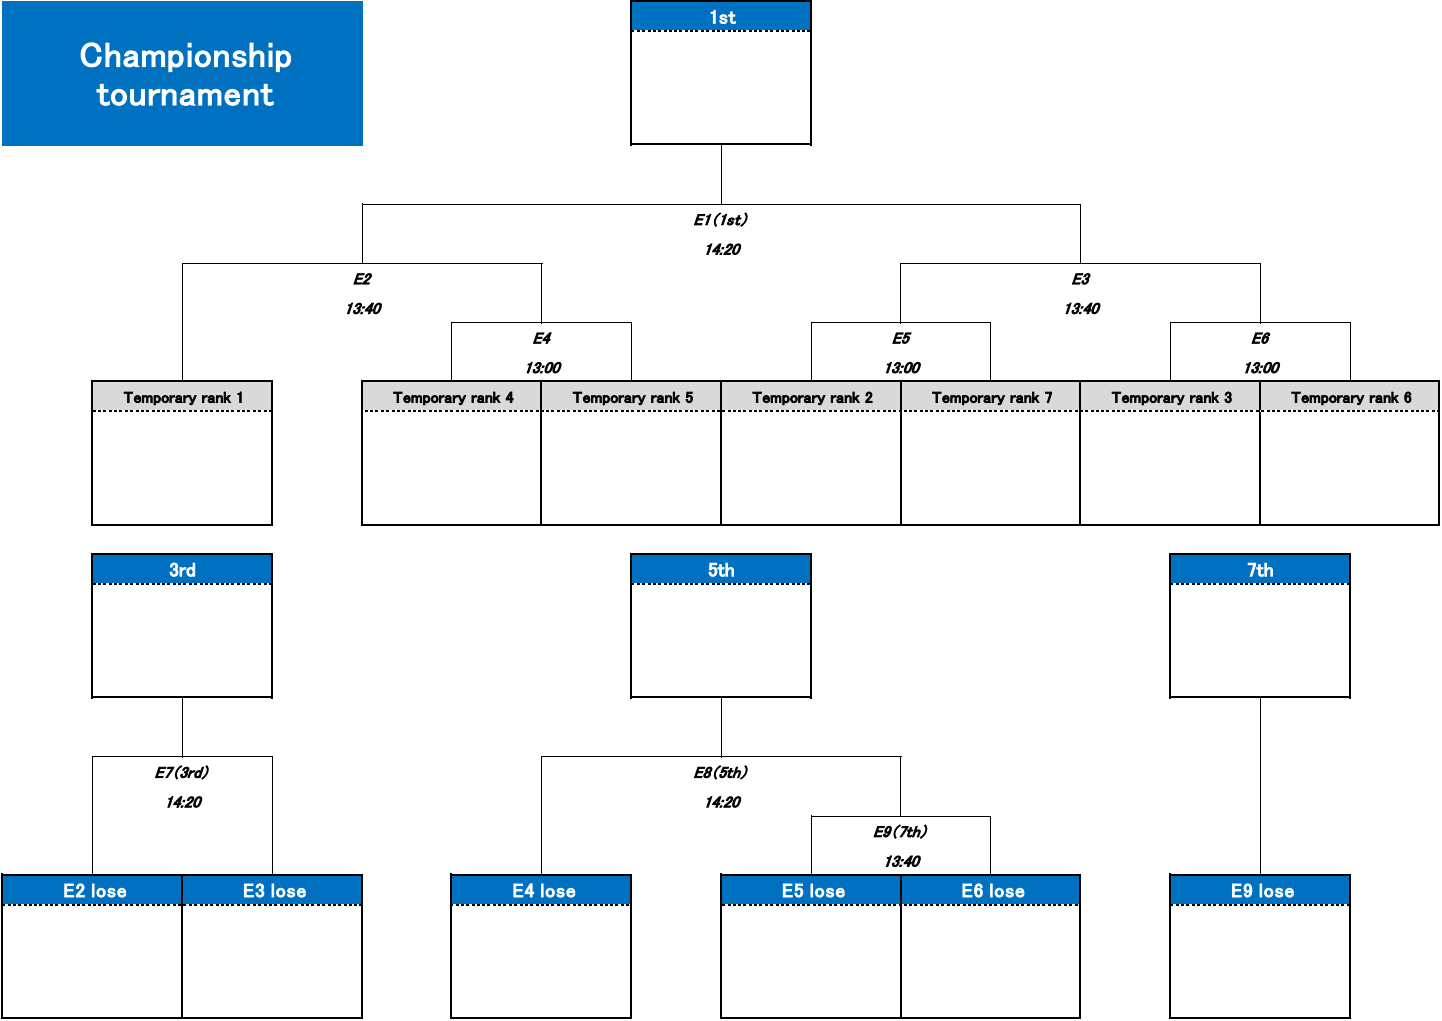 Championship
tournament
1st
E1(1st)
14:20
E2
E3
13:40
13:40
E4
E5
E6
13:00
13:00
13:00
Temporary rank 1
Temporary rank 4
Temporary rank 5
Temporary rank 2
Temporary rank 7
Temporary rank 3
Temporary rank 6
3rd
5th
7th
E7(3rd)
E8(5th)
14:20
14:20
E9(7th)
13:40
E2 lose
E3 lose
E4 lose
E5 lose
E6 lose
E9 lose